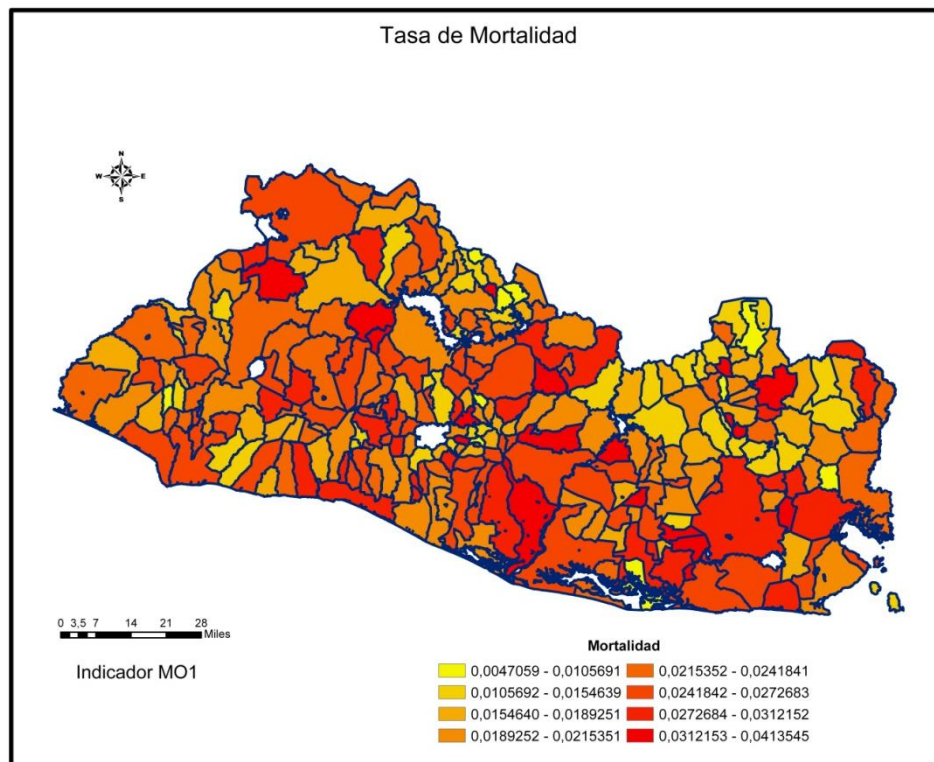 Tasa de Mortalidad
N
W E
S
0 3,5 7 14 21 28
Miles
Indicador MO1
Mortalidad
0,0047059 - 0,0105691
0,0105692 - 0,0154639
0,0154640 - 0,0189251
0,0189252 - 0,0215351
0,0215352 - 0,0241841
0,0241842 - 0,0272683
0,0272684 - 0,0312152
0,0312153 - 0,0413545